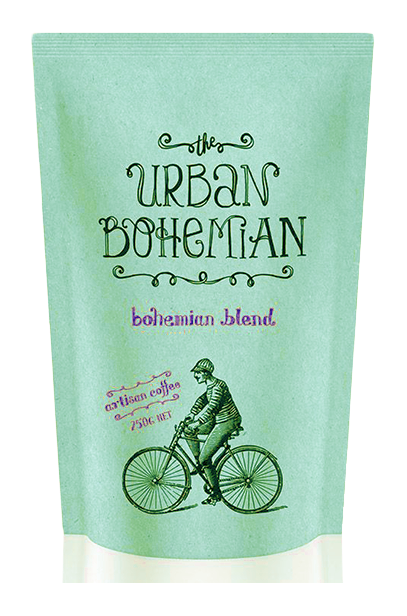 the
URBAN
BOHEMIAN
bohemian blend
artisan coffee
250G NET